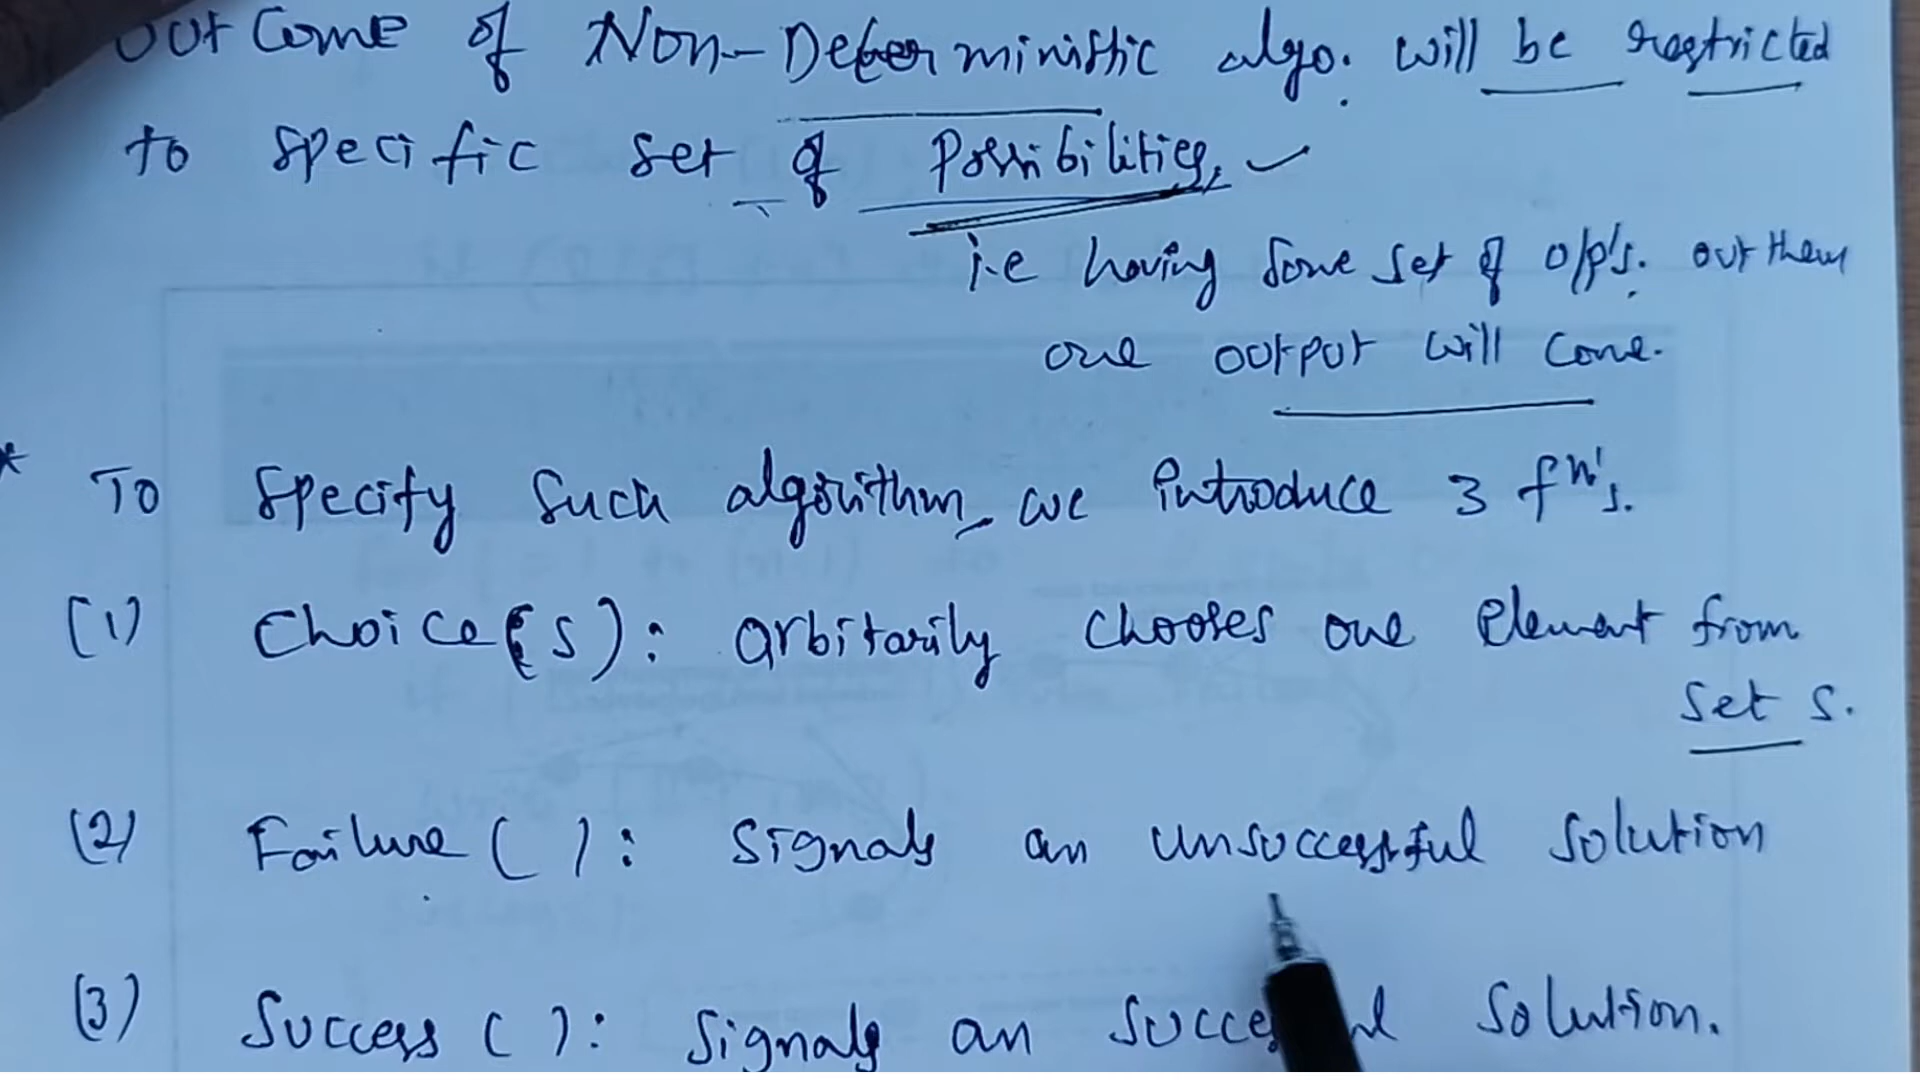 outcome of Non-Deterministic algo. will be restricted
to specific set of possibilities.
i.e having some set of o/p's. out them
one output will come.
* To specify such algorithm, we introduce 3 fn's.
(1) Choice(s): arbitarily chooses one element from
set s.
(2) Failure ( ): signals an unsuccessful solution
(3) Success ( ): signals an solution.